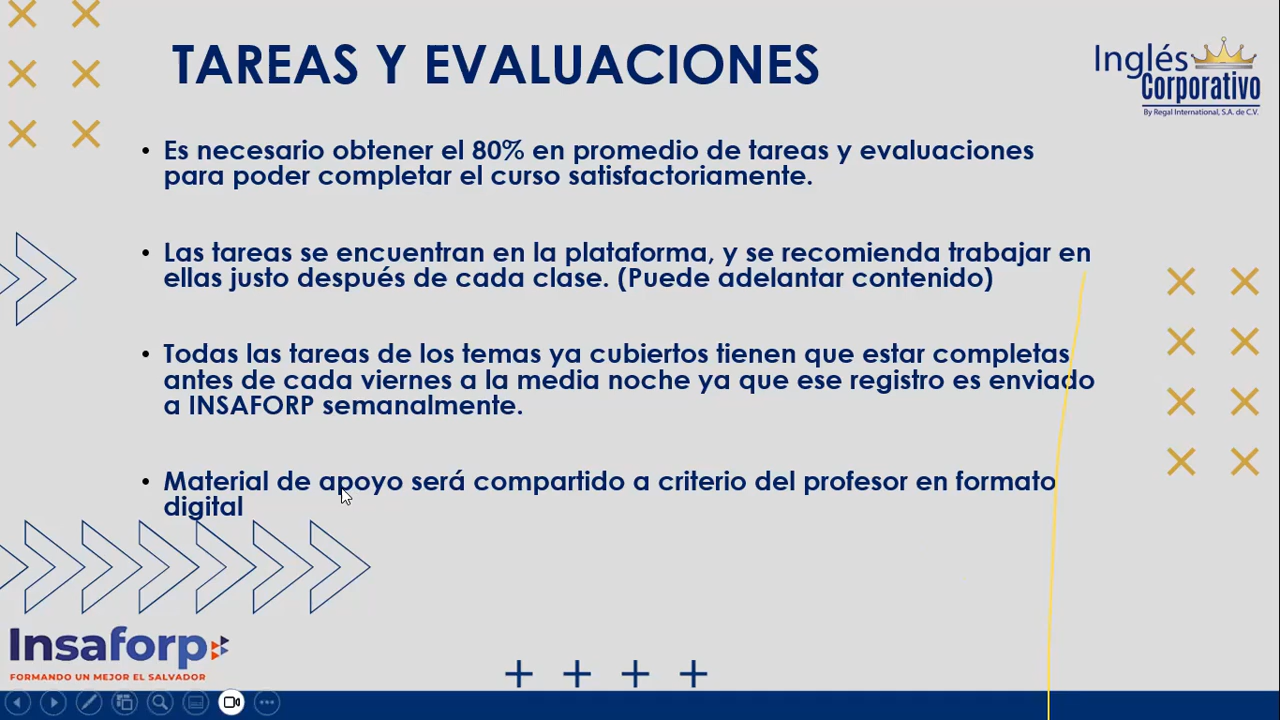 TAREAS Y EVALUACIONES
Inglés
Corporativo
By Regal International, S.A. de C.V.
• Es necesario obtener el 80% en promedio de tareas y evaluaciones
para poder completar el curso satisfactoriamente.
• Las tareas se encuentran en la plataforma, y se recomienda trabajar en
ellas justo después de cada clase. (Puede adelantar contenido)
• Todas las tareas de los temas ya cubiertos tienen que estar completas
antes de cada viernes a la media noche ya que ese registro es enviado
a INSAFORP semanalmente.
• Material de apoyo será compartido a criterio del profesor en formato
digital
Insaforp
FORMANDO UN MEJOR EL SALVADOR